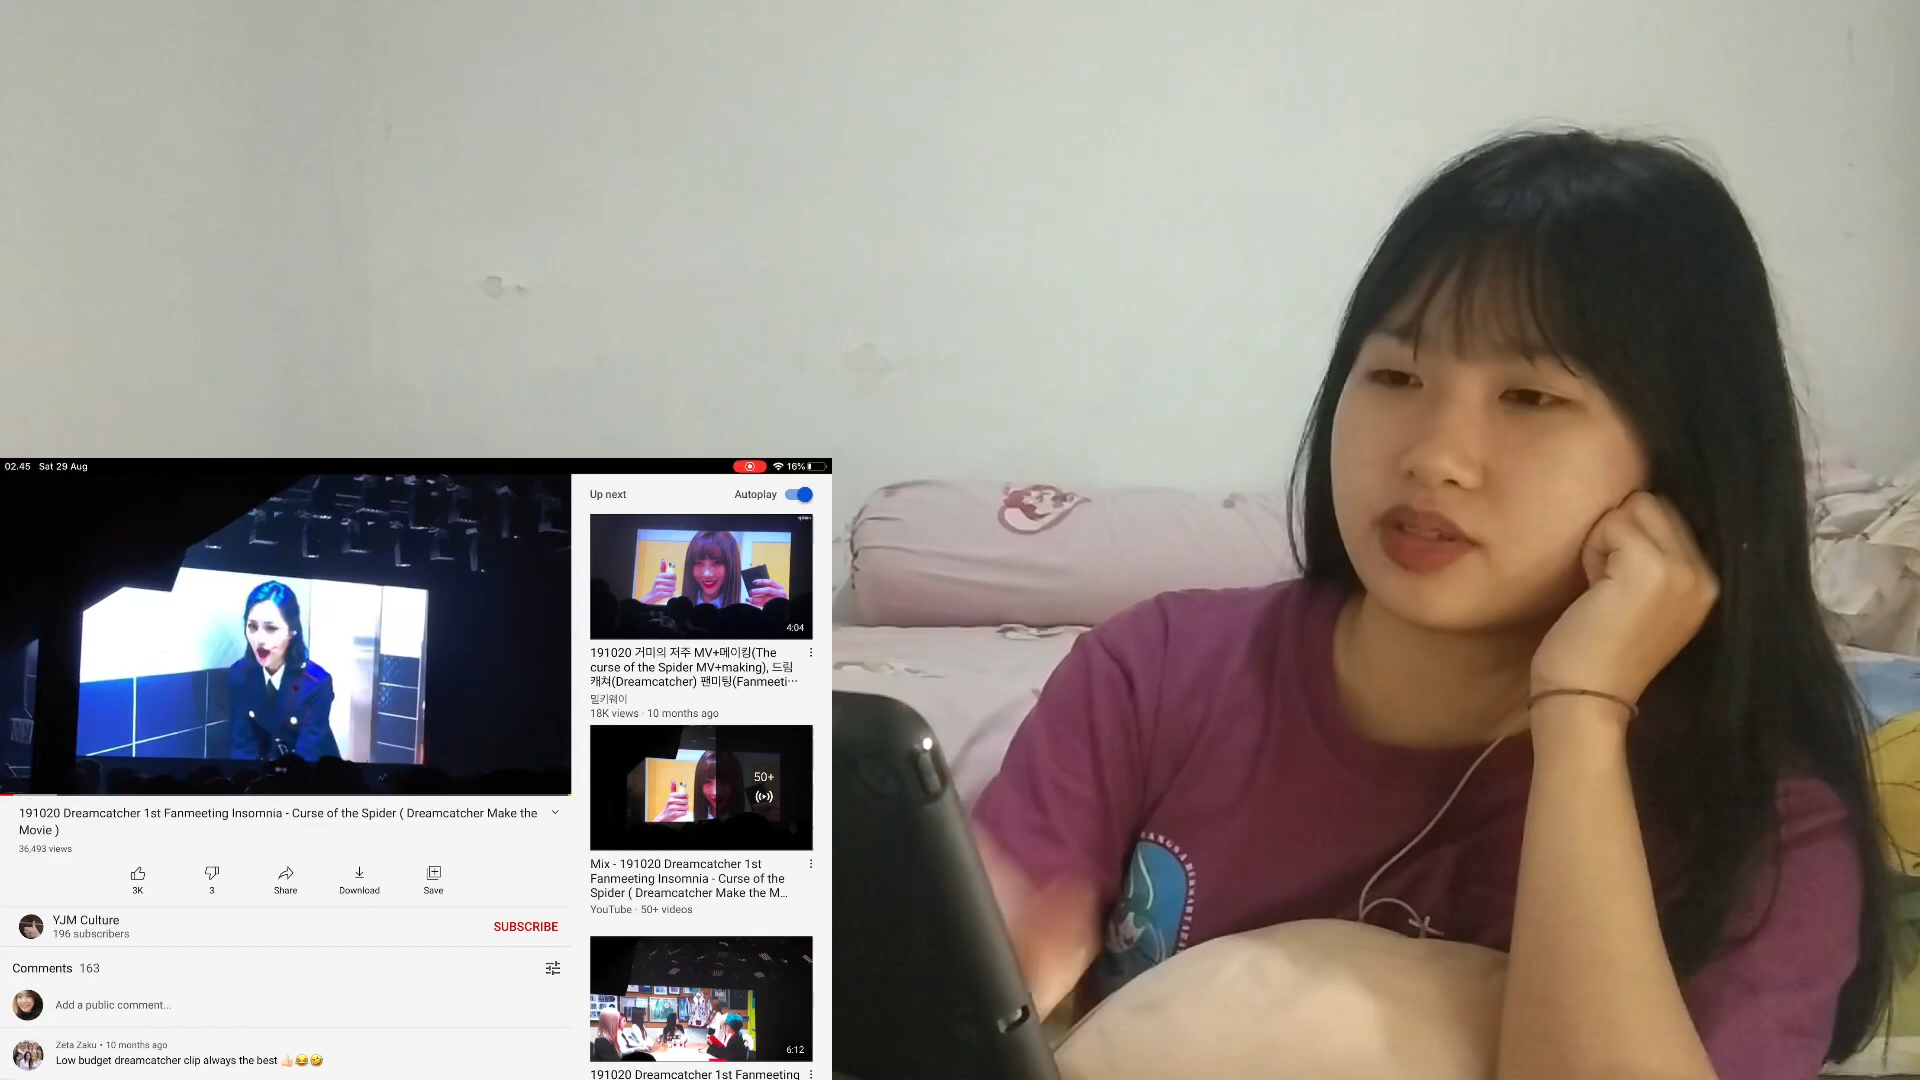 02.45 Sat 29 Aug
16%
Up next
Autoplay
4:04
191020 거미의 저주 MV+메이킹(The
curse of the Spider MV+making), 드림
캐쳐(Dreamcatcher) 팬미팅(Fanmeeti…
밀키웨이
18K views · 10 months ago
50+
Mix - 191020 Dreamcatcher 1st
Fanmeeting Insomnia - Curse of the
Spider ( Dreamcatcher Make the M…
YouTube · 50+ videos
6:12
191020 Dreamcatcher 1st Fanmeeting
191020 Dreamcatcher 1st Fanmeeting Insomnia - Curse of the Spider ( Dreamcatcher Make the
Movie )
36,493 views
3K
3
Share
Download
Save
YJM Culture
196 subscribers
SUBSCRIBE
Comments 163
Add a public comment...
Zeta Zaku • 10 months ago
Low budget dreamcatcher clip always the best 👍🏻😂🤣